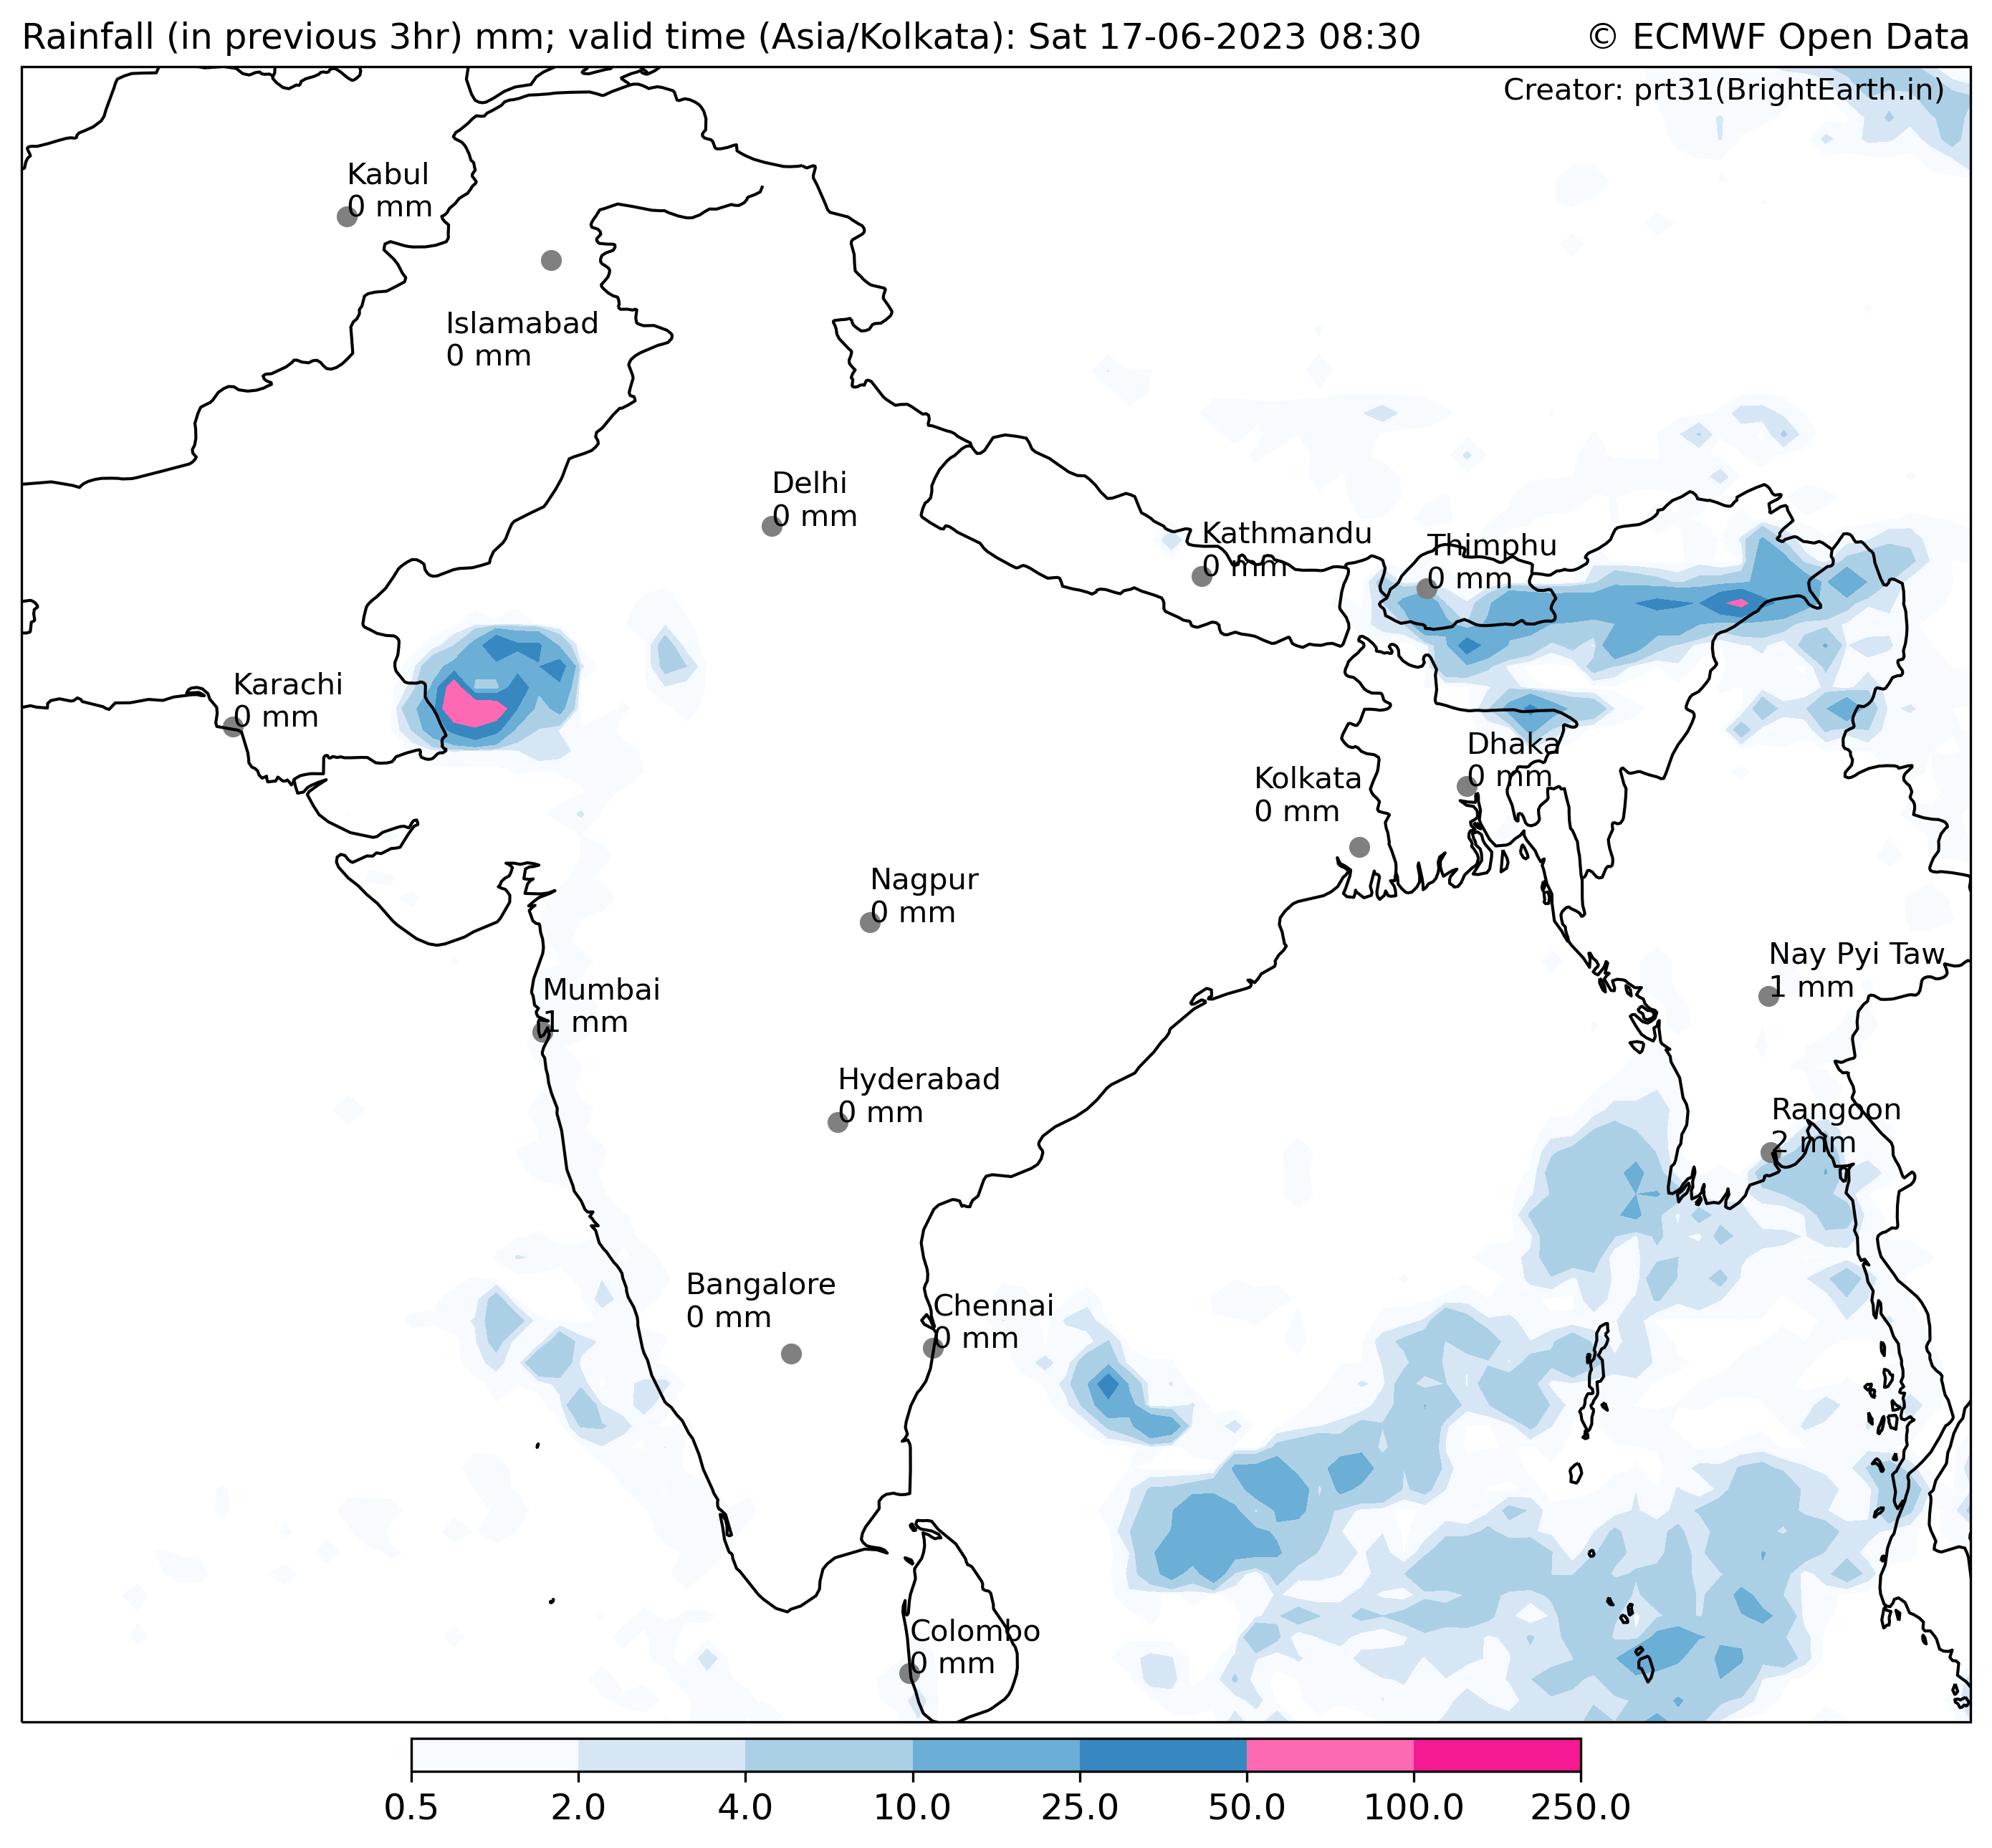 Rainfall (in previous 3hr) mm; valid time (Asia/Kolkata): Sat 17-06-2023 08:30
© ECMWF Open Data
Creator: prt31(BrightEarth.in)
Kabul
0 mm
Islamabad
0 mm
Delhi
0 mm
Kathmandu
0 mm
Thimphu
0 mm
Karachi
0 mm
Dhaka
0 mm
Kolkata
0 mm
Nagpur
0 mm
Nay Pyi Taw
1 mm
Mumbai
1 mm
Hyderabad
0 mm
Rangoon
2 mm
Bangalore
0 mm
Chennai
0 mm
Colombo
0 mm
0.5 2.0 4.0 10.0 25.0 50.0 100.0 250.0